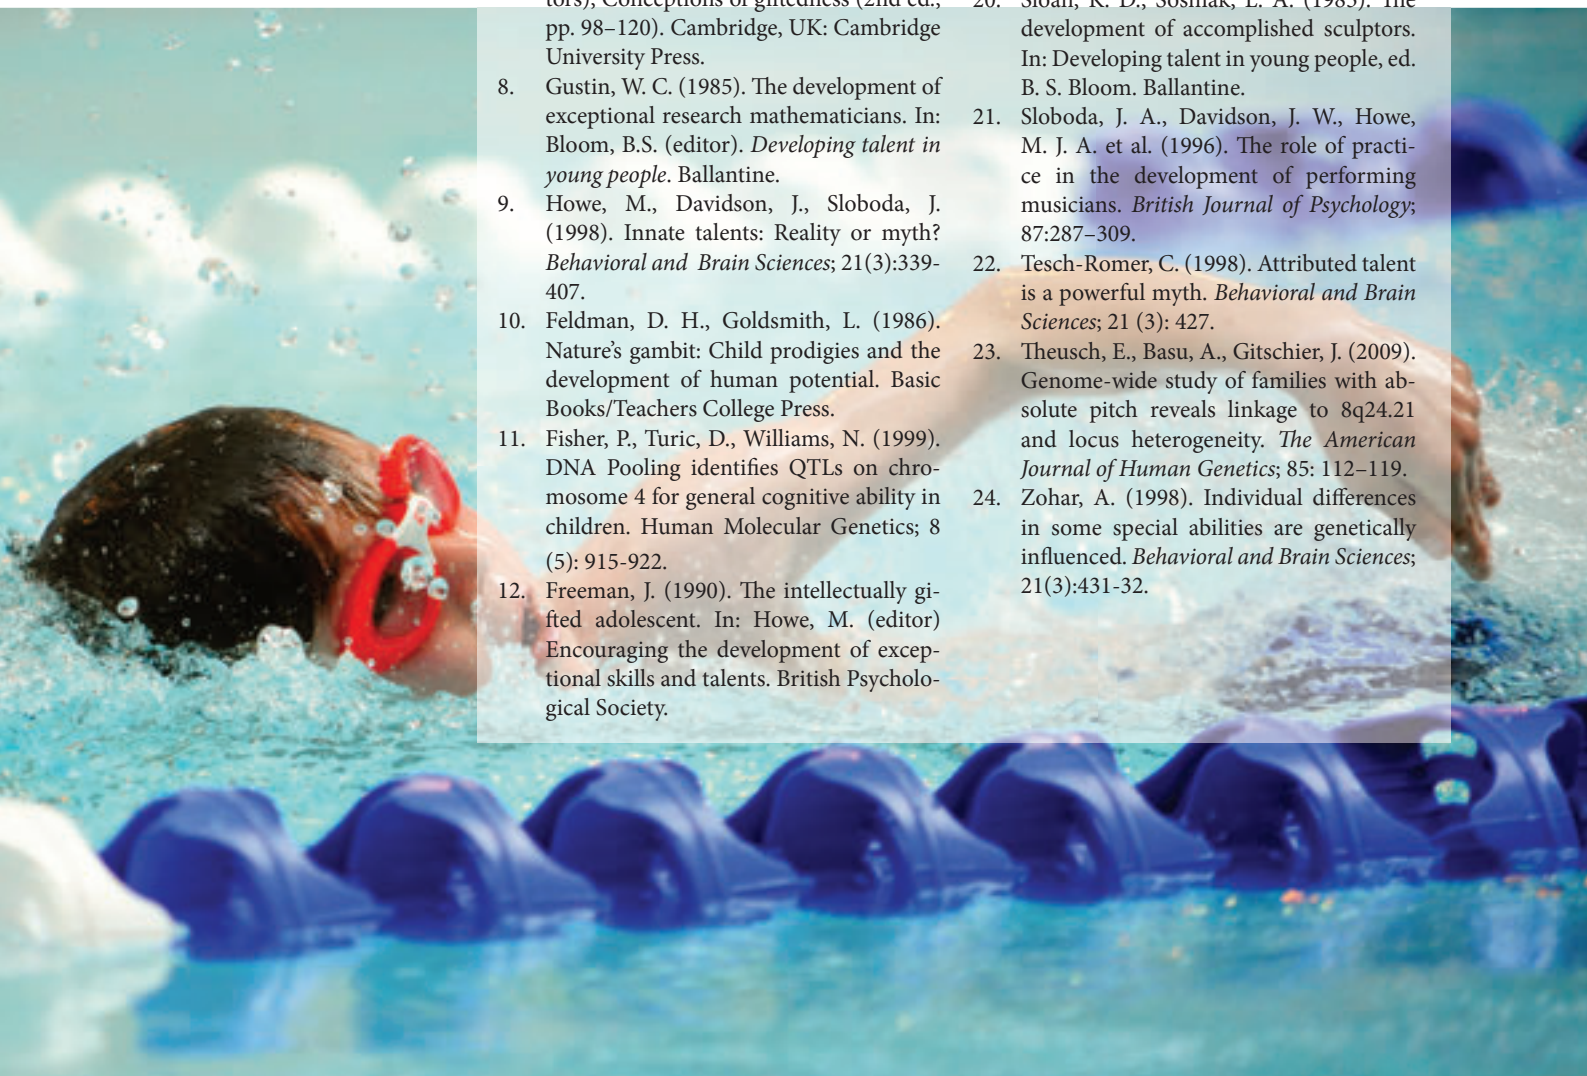 tors), Conceptions of giftedness (2nd ed.,
pp. 98–120). Cambridge, UK: Cambridge
University Press.
8. Gustin, W. C. (1985). The development of
exceptional research mathematicians. In:
Bloom, B.S. (editor). Developing talent in
young people. Ballantine.
9. Howe, M., Davidson, J., Sloboda, J.
(1998). Innate talents: Reality or myth?
Behavioral and Brain Sciences; 21(3):339-
407.
10. Feldman, D. H., Goldsmith, L. (1986).
Nature's gambit: Child prodigies and the
development of human potential. Basic
Books/Teachers College Press.
11. Fisher, P., Turic, D., Williams, N. (1999).
DNA Pooling identifies QTLs on chro-
mosome 4 for general cognitive ability in
children. Human Molecular Genetics; 8
(5): 915-922.
12. Freeman, J. (1990). The intellectually gi-
fted adolescent. In: Howe, M. (editor)
Encouraging the development of excep-
tional skills and talents. British Psycholo-
gical Society.
20. Sloan, K. D., Sosniak, L. A. (1985). The
development of accomplished sculptors.
In: Developing talent in young people, ed.
B. S. Bloom. Ballantine.
21. Sloboda, J. A., Davidson, J. W., Howe,
M. J. A. et al. (1996). The role of practi-
ce in the development of performing
musicians. British Journal of Psychology;
87:287–309.
22. Tesch-Romer, C. (1998). Attributed talent
is a powerful myth. Behavioral and Brain
Sciences; 21 (3): 427.
23. Theusch, E., Basu, A., Gitschier, J. (2009).
Genome-wide study of families with ab-
solute pitch reveals linkage to 8q24.21
and locus heterogeneity. The American
Journal of Human Genetics; 85: 112–119.
24. Zohar, A. (1998). Individual differences
in some special abilities are genetically
influenced. Behavioral and Brain Sciences;
21(3):431-32.